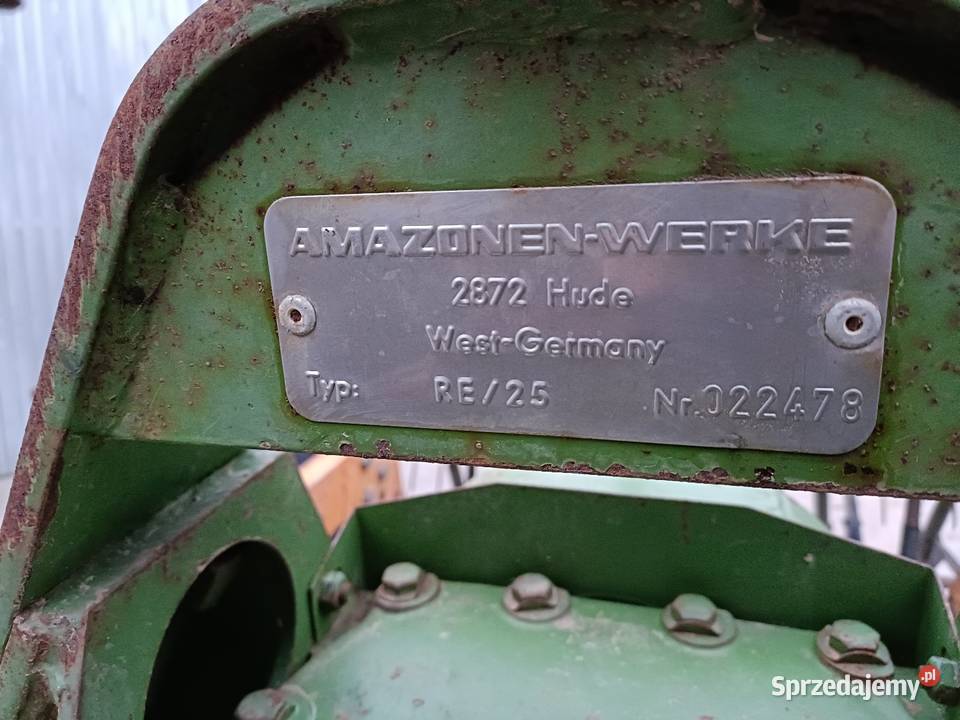 AMAZONEN-WERKE
2872 Hude
West-Germany
Typ: RE/25 Nr. 022478
Sprzedajemy.pl